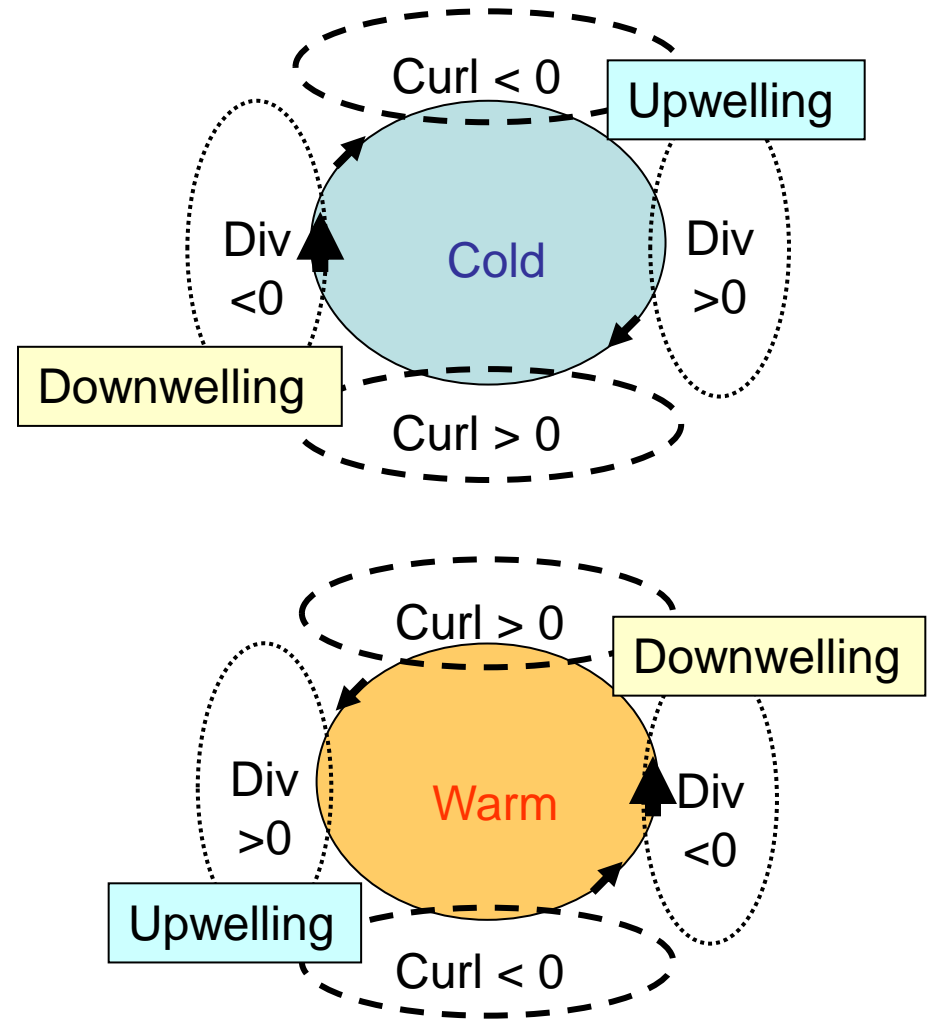 Curl < 0
Upwelling
Div
<0
Cold
Div
>0
Downwelling
Curl > 0
Curl > 0
Downwelling
Div
>0
Warm
Div
<0
Upwelling
Curl < 0